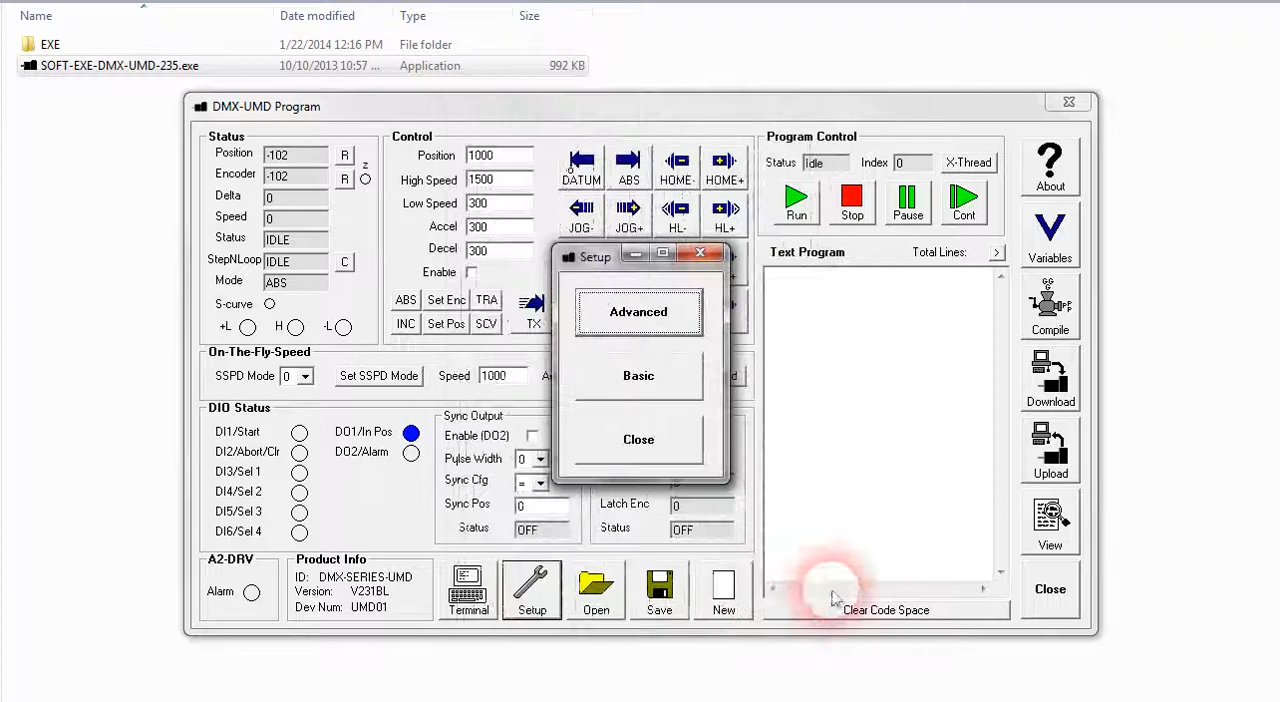 Name Date modified Type Size
EXE 1/22/2014 12:16 PM File folder
SOFT-EXE-DMX-UMD-235.exe 10/10/2013 10:57 ... Application 992 KB
DMX-UMD Program
Status
Position -102 R Z
Encoder -102 R
Delta 0
Speed 0
Status IDLE
StepNLoop IDLE C
Mode ABS
S-curve
+L H -L
Control
Position 1000
High Speed 1500
Low Speed 300
Accel 300
Decel 300
Enable
ABS Set Enc TRA
INC Set Pos SCV TX
DATUM ABS HOME- HOME+
JOG- JOG+ HL- HL+
Setup
Advanced
Basic
Close
On-The-Fly-Speed
SSPD Mode 0 Set SSPD Mode Speed 1000
DIO Status
DI1/Start DO1/In Pos
DI2/Abort/Clr
DI3/Sel 1
DI4/Sel 2
DI5/Sel 3
DI6/Sel 4
Sync Output
Enable (DO2)
Pulse Width 0
Sync Cfg =
Sync Pos 0
Status OFF
Latch Enc 0
Status OFF
A2-DRV
Alarm
Product Info
ID: DMX-SERIES-UMD
Version: V231BL
Dev Num: UMD01
Terminal Setup Open Save New
Program Control
Status Idle Index 0 X-Thread
Run Stop Pause Cont
Text Program Total Lines: >
Clear Code Space
About
Variables
Compile
Download
Upload
View
Close